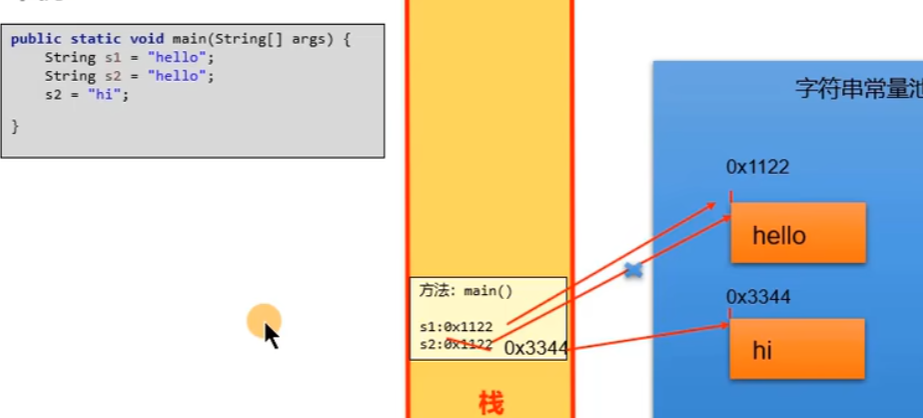 public static void main(String[] args) {
String s1 = "hello";
String s2 = "hello";
s2 = "hi";
}
字符串常量池
0x1122
hello
0x3344
hi
方法: main()
s1:0x1122
s2:0x1122 0x3344
栈